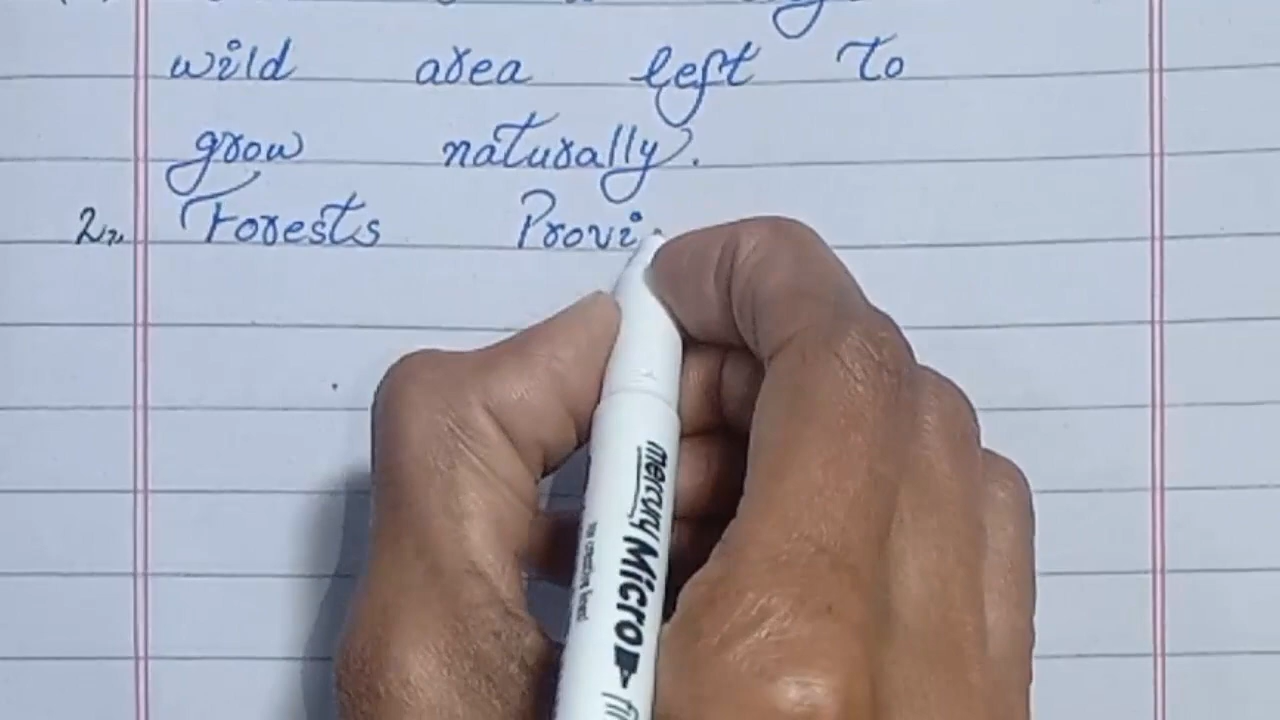 wild area left To
grow naturally.
2. Forests Provi
mercury Micro